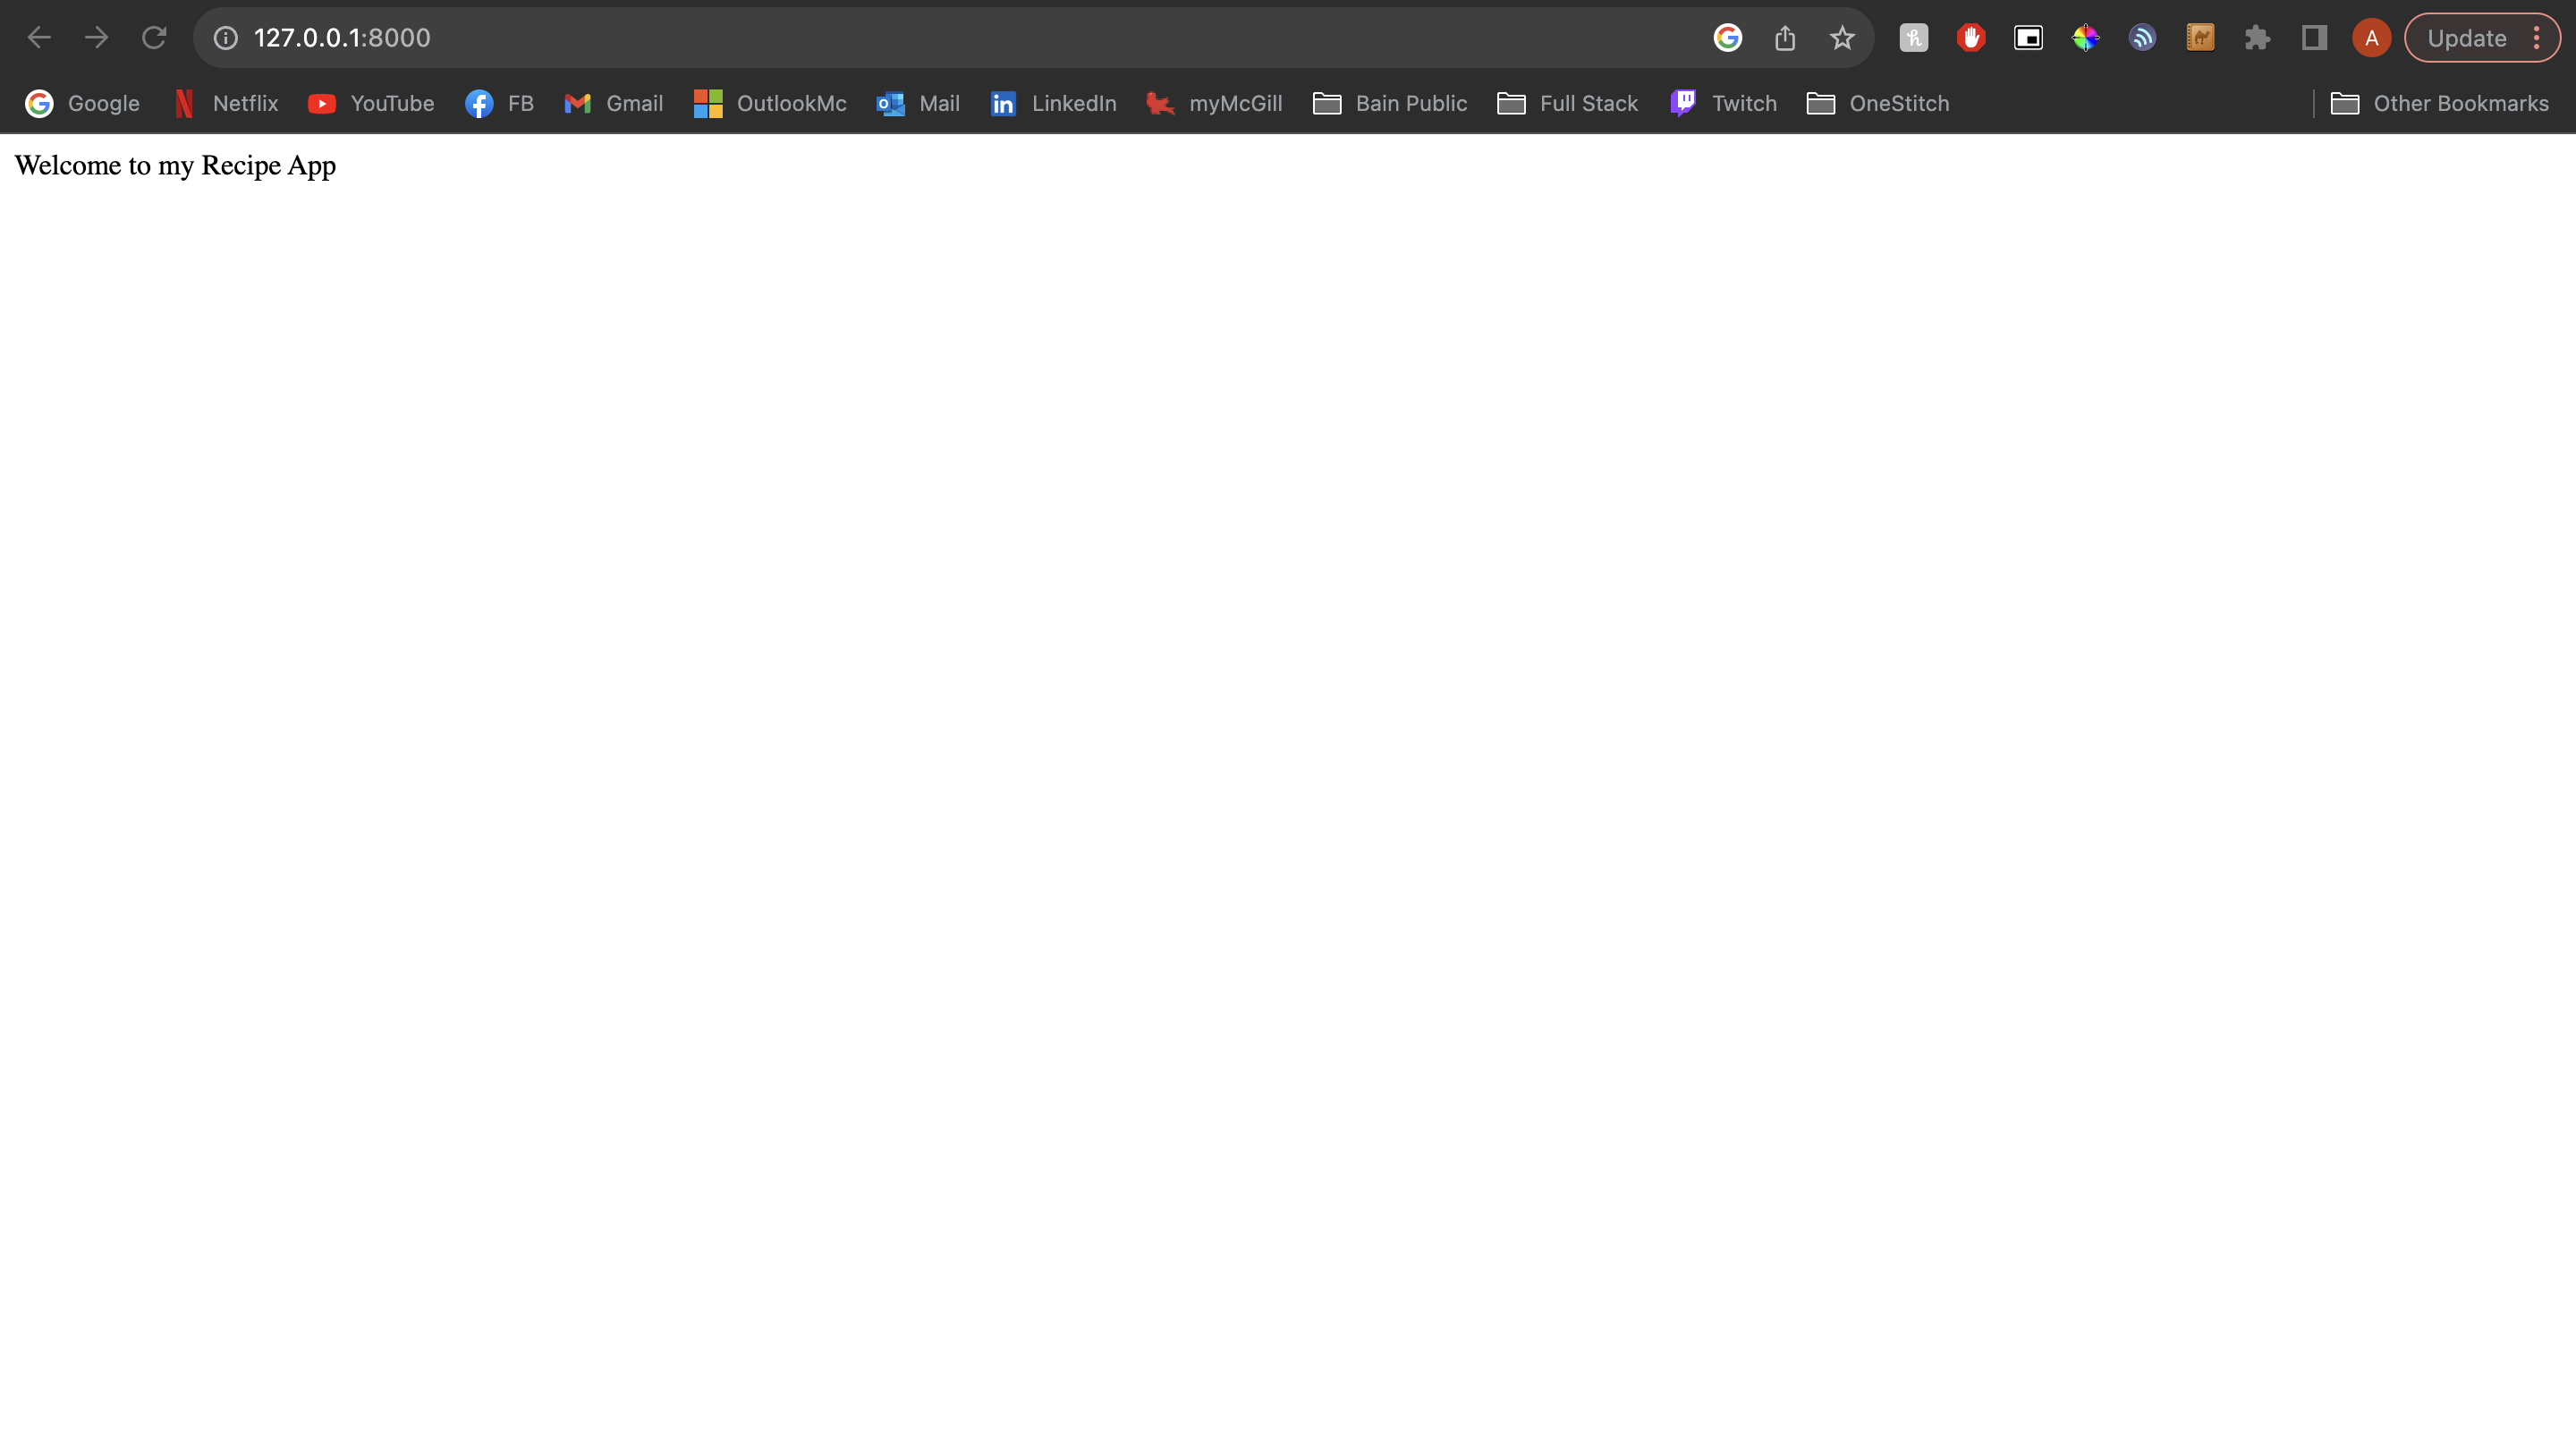 127.0.0.1:8000
A
Update
Google Netflix YouTube FB Gmail OutlookMc Mail LinkedIn myMcGill Bain Public Full Stack Twitch OneStitch Other Bookmarks
Welcome to my Recipe App